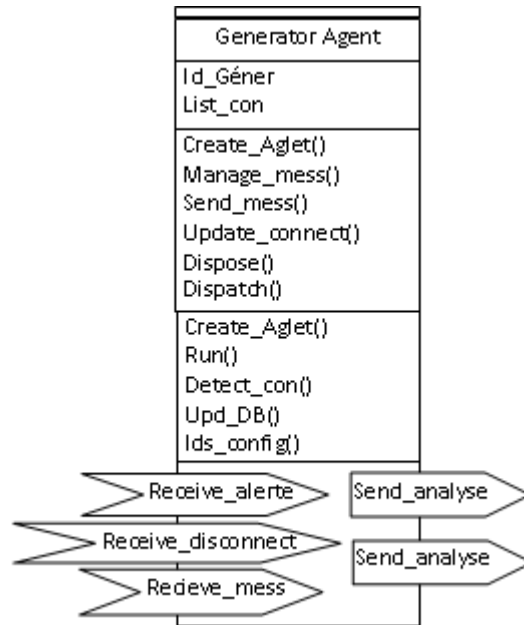 Generator Agent
Id_Géner
List_con
Create_Aglet()
Manage_mess()
Send_mess()
Update_connect()
Dispose()
Dispatch()
Create_Aglet()
Run()
Detect_con()
Upd_DB()
Ids_config()
Receive_alerte
Send_analyse
Receive_disconnect
Send_analyse
Recieve_mess